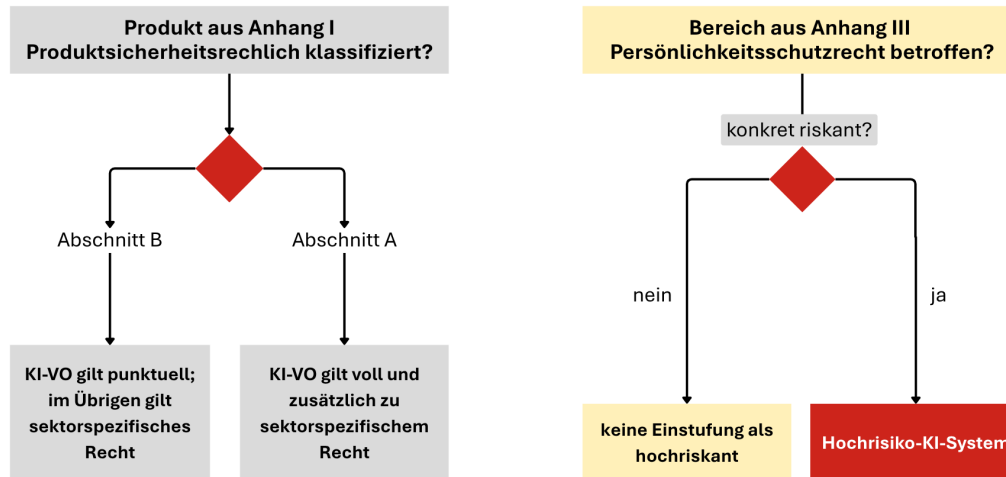 Produkt aus Anhang I
Produktsicherheitsrechtlich klassifiziert?
Abschnitt B
Abschnitt A
KI-VO gilt punktuell;
im Übrigen gilt
sektorspezifisches
Recht
KI-VO gilt voll und
zusätzlich zu
sektorspezifischem
Recht
Bereich aus Anhang III
Persönlichkeitsschutzrecht betroffen?
konkret riskant?
nein
ja
keine Einstufung als
hochriskant
Hochrisiko-KI-System